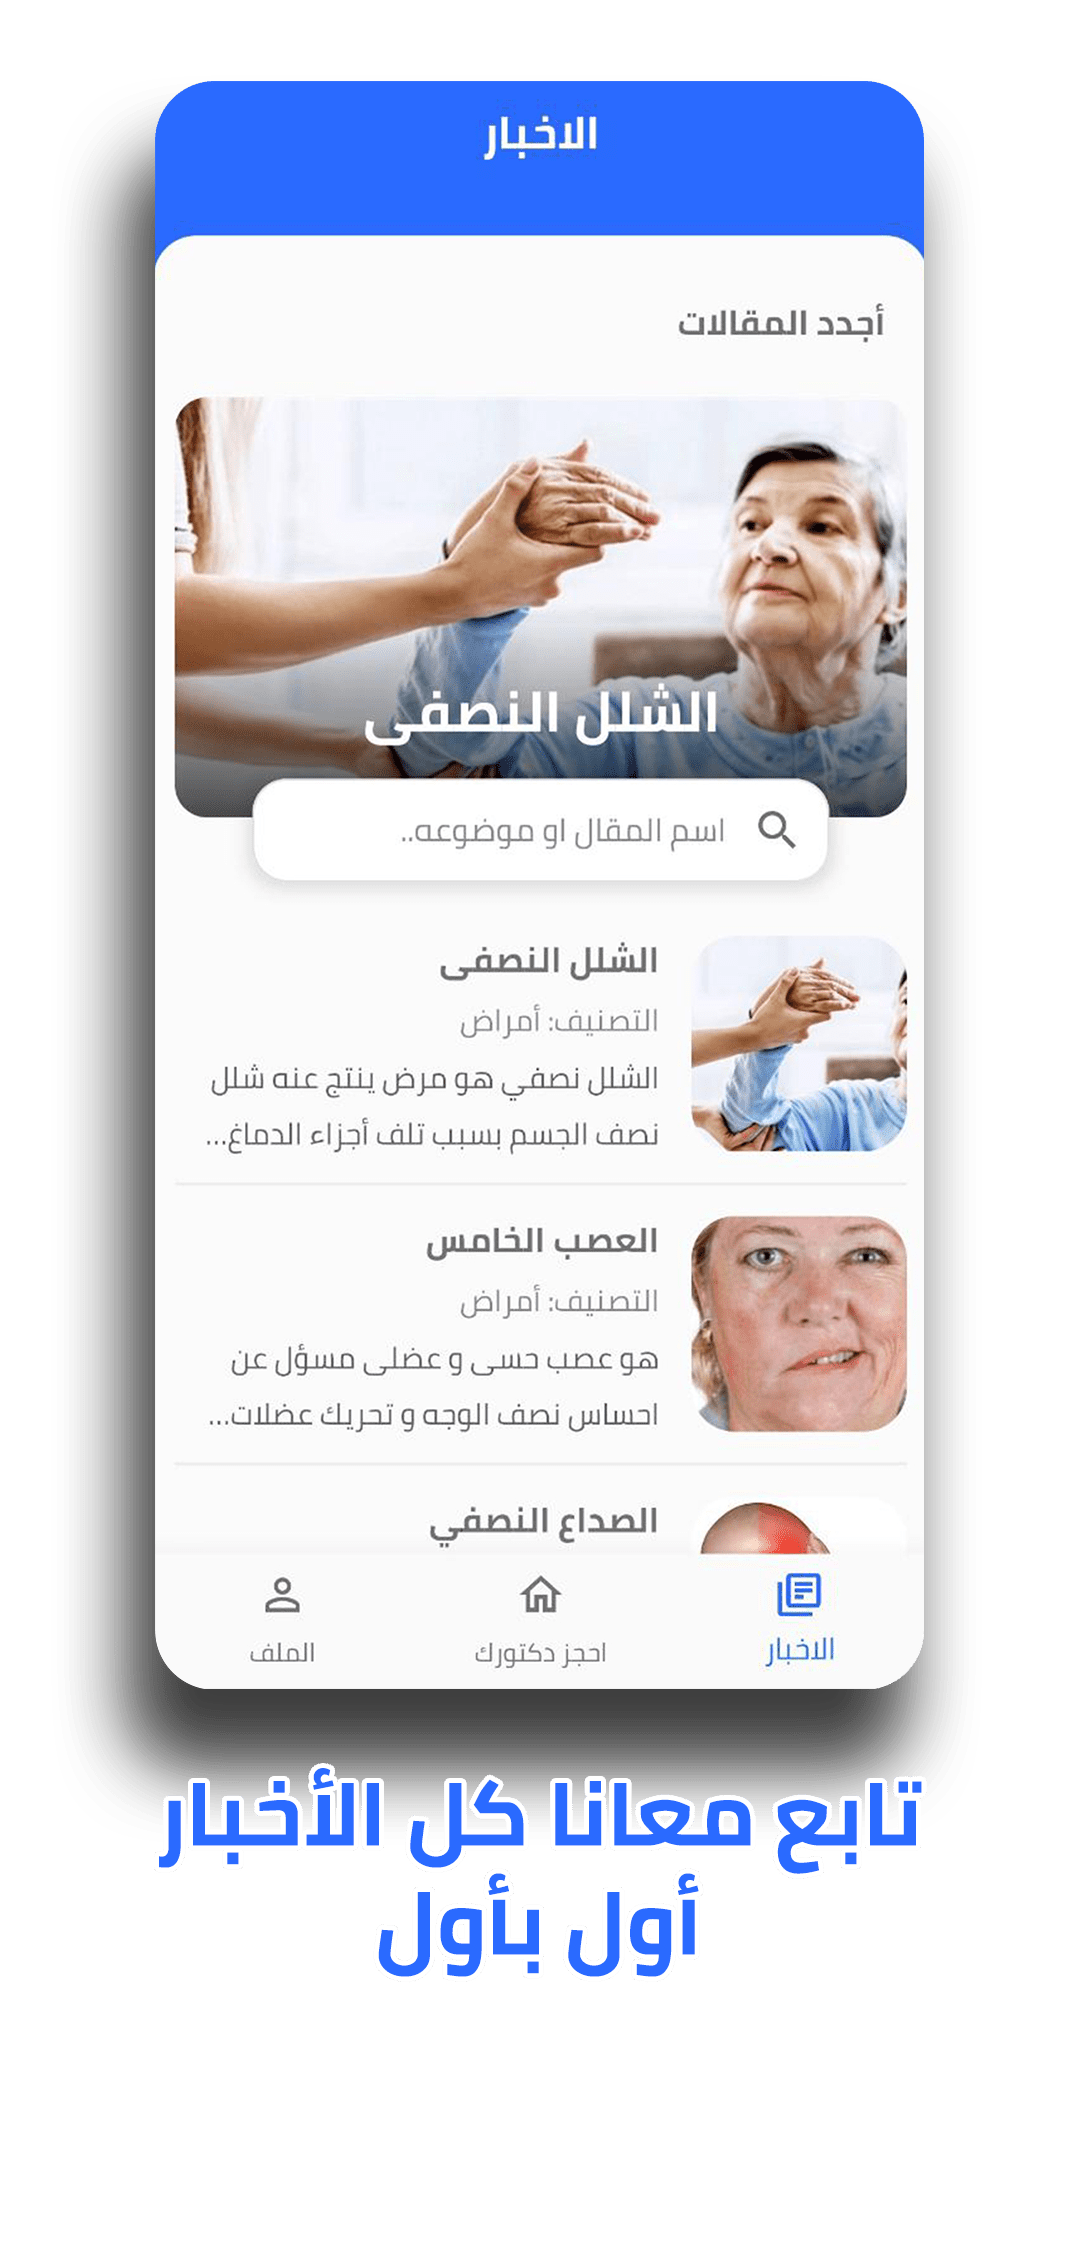 الاخبار
أجدد المقالات
الشلل النصفى
اسم المقال او موضوعه..
الشلل النصفى
التصنيف: أمراض
الشلل نصفي هو مرض ينتج عنه شلل
نصف الجسم بسبب تلف أجزاء الدماغ...
العصب الخامس
التصنيف: أمراض
هو عصب حسى و عضلى مسؤل عن
احساس نصف الوجه و تحريك عضلات...
الصداع النصفي
الاخبار
احجز دكتورك
الملف
تابع معانا كل الأخبار
أول بأول